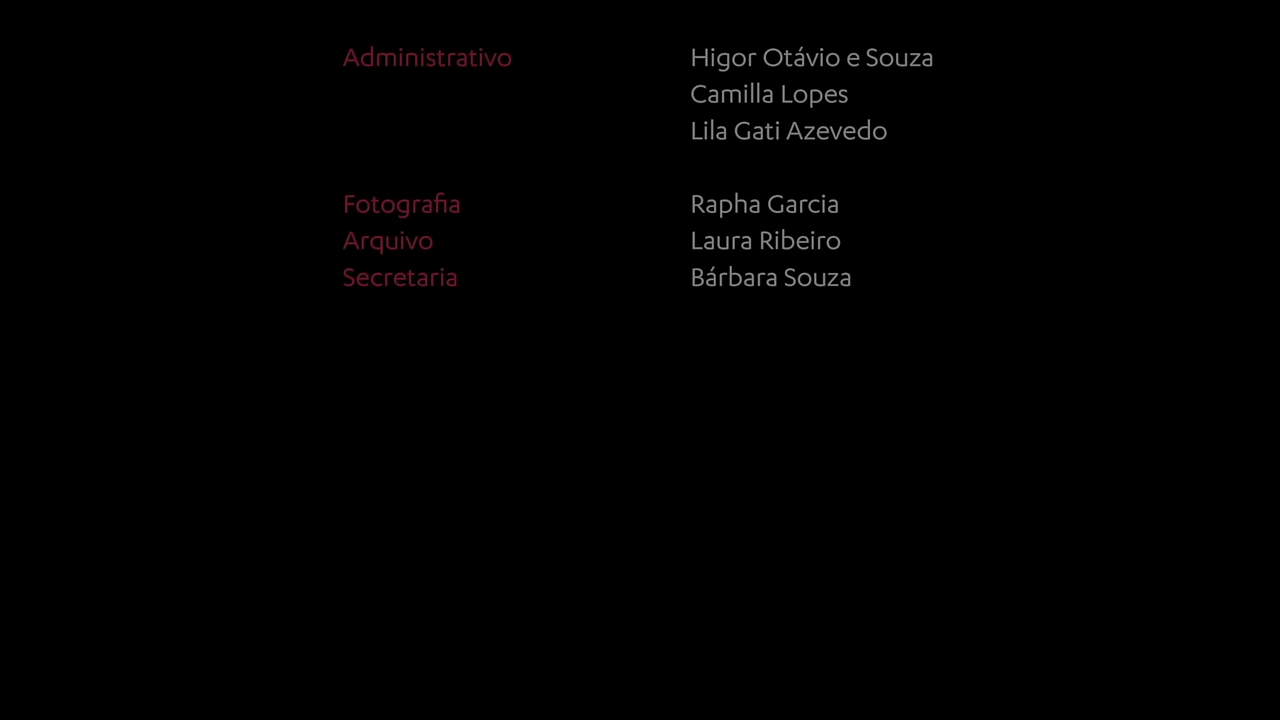 Administrativo Higor Otávio e Souza
Camilla Lopes
Lila Gati Azevedo
Fotografia Rapha Garcia
Arquivo Laura Ribeiro
Secretaria Bárbara Souza